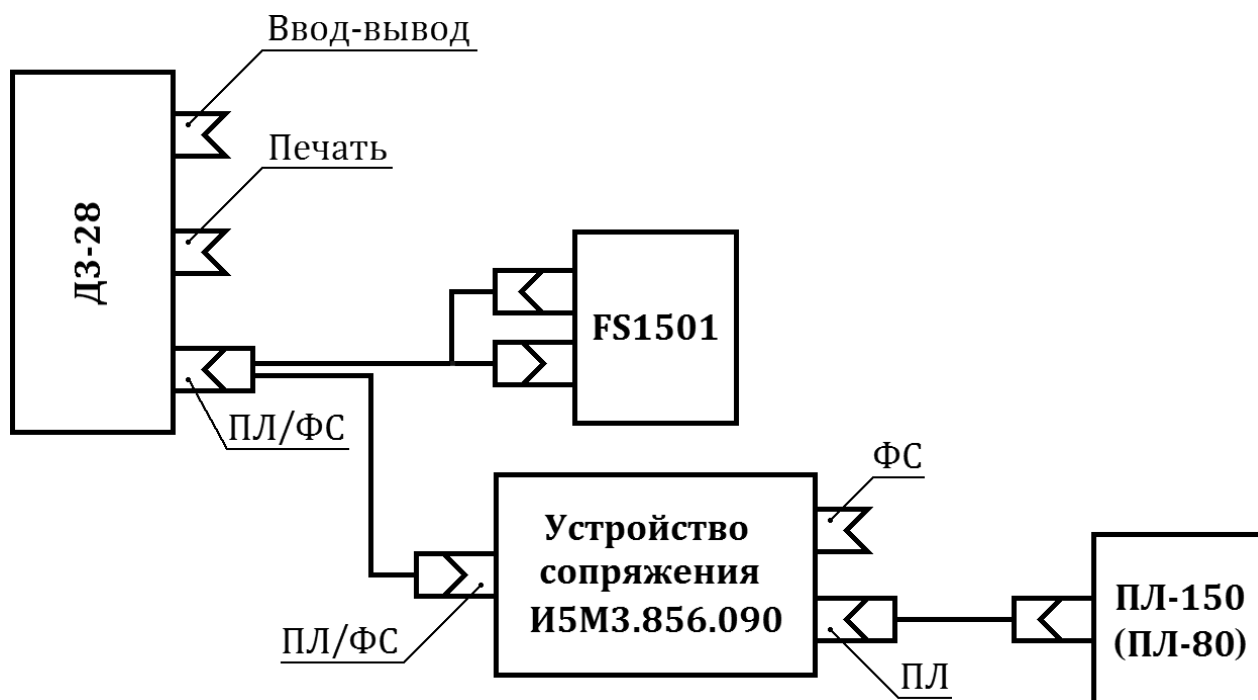 Ввод-вывод
Печать
ДЗ-28
ПЛ/ФС
FS1501
ФС
Устройство
сопряжения
И5М3.856.090
ПЛ/ФС
ПЛ
ПЛ-150
(ПЛ-80)